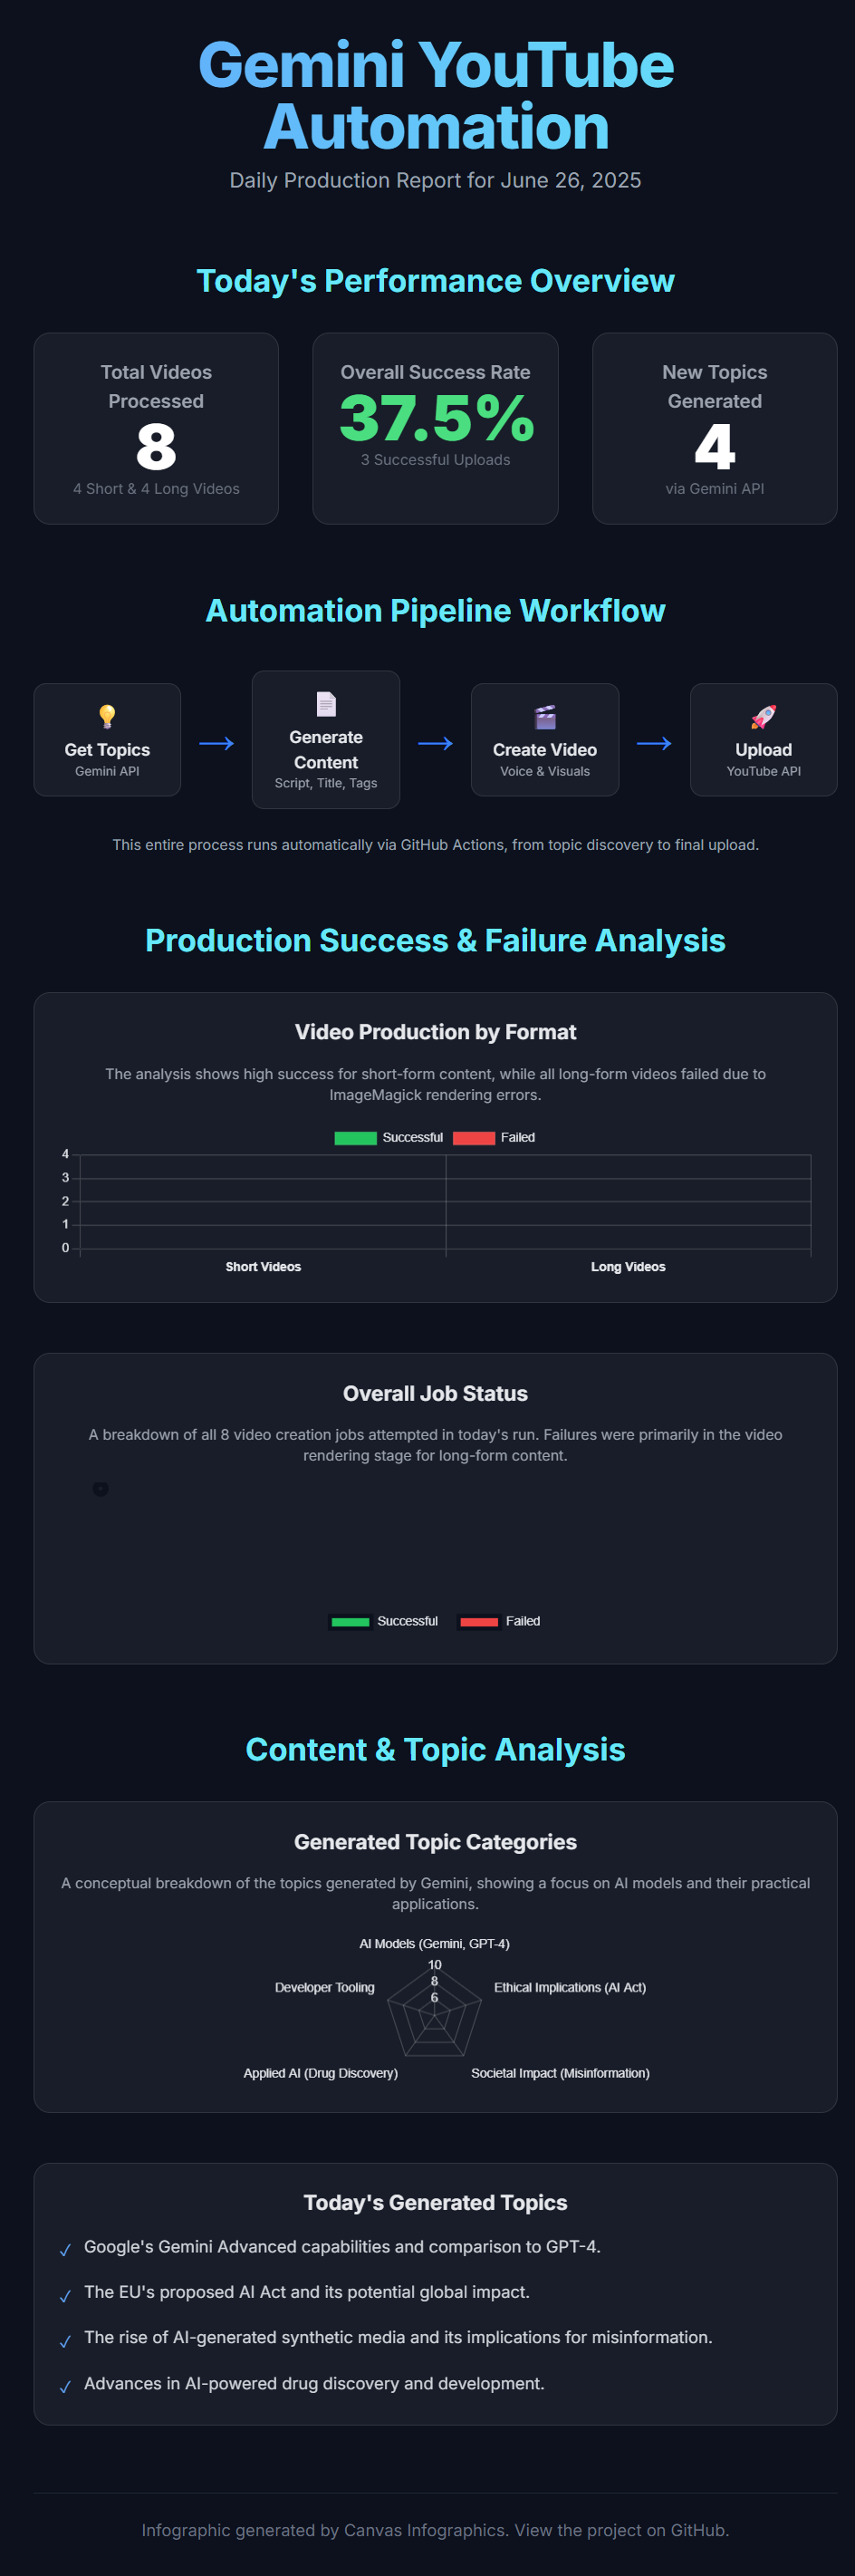 Gemini YouTube
Automation
Daily Production Report for June 26, 2025
Today's Performance Overview
Total Videos
Processed
8
4 Short & 4 Long Videos
Overall Success Rate
37.5%
3 Successful Uploads
New Topics
Generated
4
via Gemini API
Automation Pipeline Workflow
Get Topics
Gemini API
→
Generate
Content
Script, Title, Tags
→
Create Video
Voice & Visuals
→
Upload
YouTube API
This entire process runs automatically via GitHub Actions, from topic discovery to final upload.
Production Success & Failure Analysis
Video Production by Format
The analysis shows high success for short-form content, while all long-form videos failed due to
ImageMagick rendering errors.
Successful Failed
4
3
2
1
0
Short Videos Long Videos
Overall Job Status
A breakdown of all 8 video creation jobs attempted in today's run. Failures were primarily in the video
rendering stage for long-form content.
Successful Failed
Content & Topic Analysis
Generated Topic Categories
A conceptual breakdown of the topics generated by Gemini, showing a focus on AI models and their practical
applications.
AI Models (Gemini, GPT-4)
10
8
6
Developer Tooling
Ethical Implications (AI Act)
Applied AI (Drug Discovery)
Societal Impact (Misinformation)
Today's Generated Topics
✓ Google's Gemini Advanced capabilities and comparison to GPT-4.
✓ The EU's proposed AI Act and its potential global impact.
✓ The rise of AI-generated synthetic media and its implications for misinformation.
✓ Advances in AI-powered drug discovery and development.
Infographic generated by Canvas Infographics. View the project on GitHub.